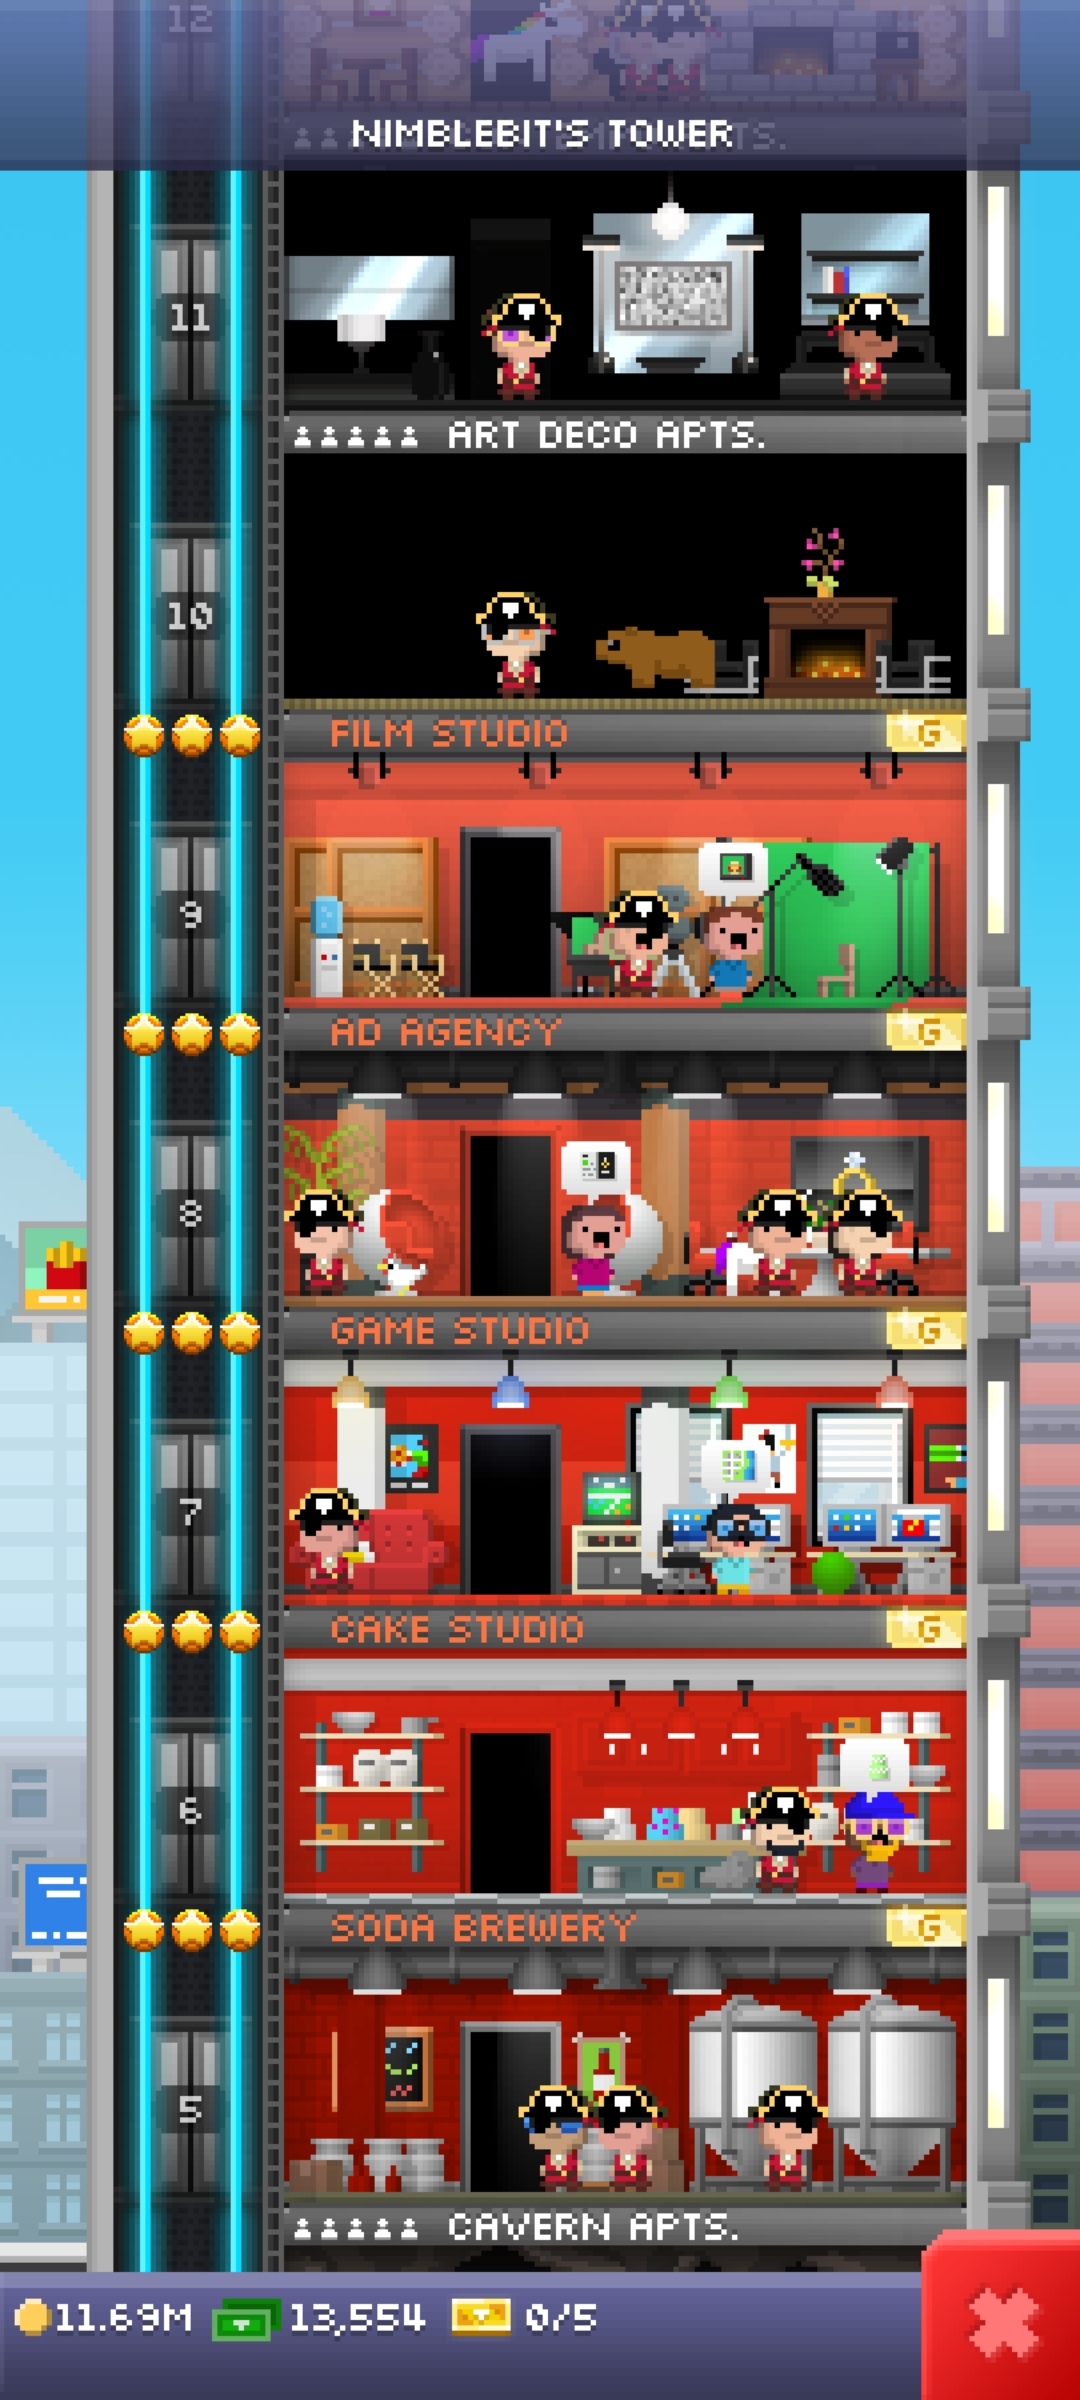 12
NIMBLEBIT'S TOWER
11
ART DECO APTS.
10
FILM STUDIO G
9
AD AGENCY G
8
GAME STUDIO G
7
CAKE STUDIO G
6
SODA BREWERY G
5
CAVERN APTS.
11.69M 13,554 0/5